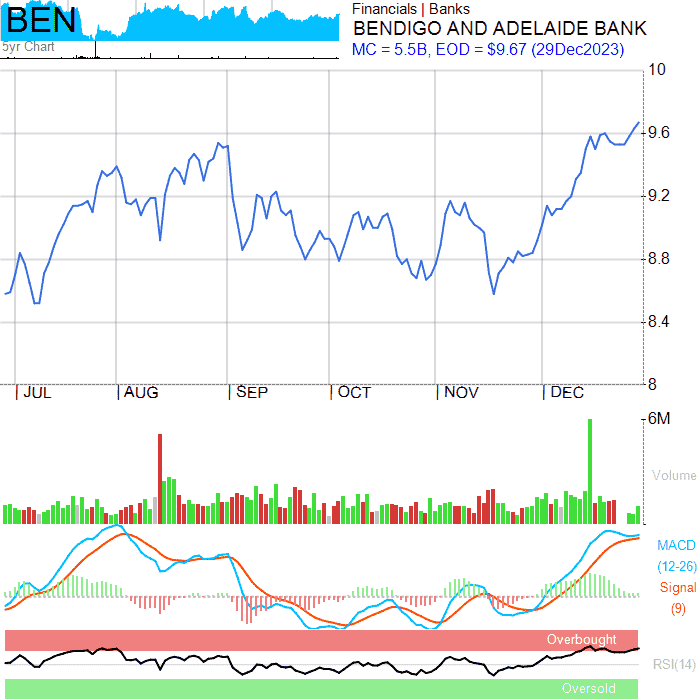 BEN
5yr Chart
Financials | Banks
BENDIGO AND ADELAIDE BANK
MC = 5.5B, EOD = $9.67 (29Dec2023)
10
9.6
9.2
8.8
8.4
8
JUL AUG SEP OCT NOV DEC
6M
Volume
MACD
(12-26)
Signal
(9)
Overbought
RSI(14)
Oversold